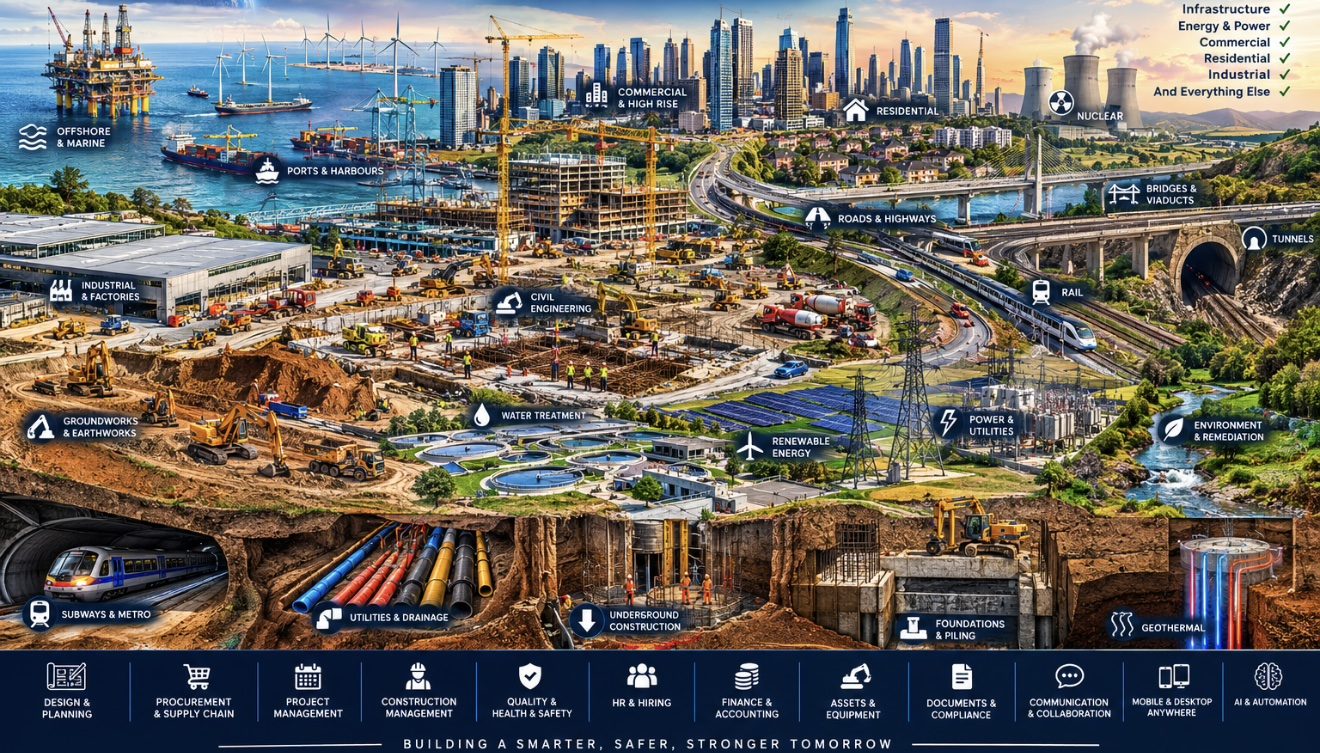 Infrastructure ✓
Energy & Power ✓
Commercial ✓
Residential ✓
Industrial ✓
And Everything Else ✓
OFFSHORE
& MARINE
PORTS & HARBOURS
COMMERCIAL
& HIGH RISE
RESIDENTIAL
NUCLEAR
BRIDGES &
VIADUCTS
ROADS & HIGHWAYS
TUNNELS
INDUSTRIAL
& FACTORIES
CIVIL
ENGINEERING
RAIL
GROUNDWORKS
& EARTHWORKS
WATER TREATMENT
RENEWABLE
ENERGY
POWER &
UTILITIES
ENVIRONMENT
& REMEDIATION
SUBWAYS & METRO
UTILITIES & DRAINAGE
UNDERGROUND
CONSTRUCTION
FOUNDATIONS
& PILING
GEOTHERMAL
DESIGN &
PLANNING
PROCUREMENT
& SUPPLY CHAIN
PROJECT
MANAGEMENT
CONSTRUCTION
MANAGEMENT
QUALITY &
HEALTH & SAFETY
HR & HIRING
FINANCE &
ACCOUNTING
ASSETS &
EQUIPMENT
DOCUMENTS &
COMPLIANCE
COMMUNICATION
& COLLABORATION
MOBILE & DESKTOP
ANYWHERE
AI & AUTOMATION
BUILDING A SMARTER, SAFER, STRONGER TOMORROW